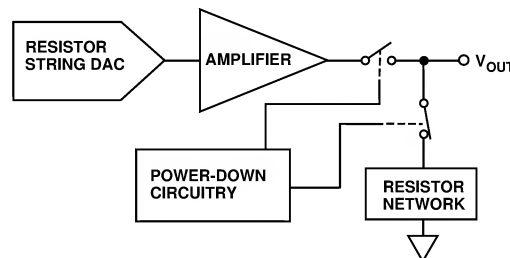 RESISTOR
STRING DAC
AMPLIFIER
VOUT
POWER-DOWN
CIRCUITRY
RESISTOR
NETWORK